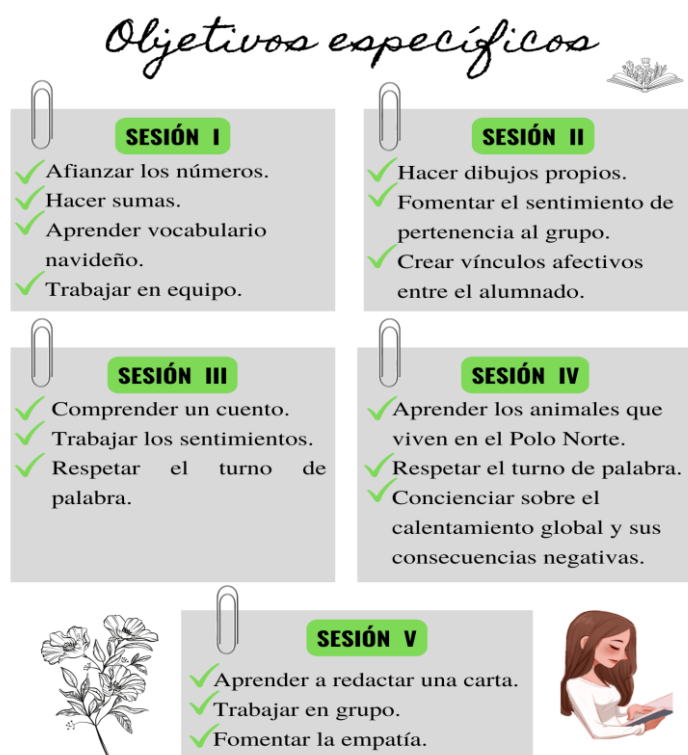 Objetivos específicos
SESIÓN I
Afianzar los números.
Hacer sumas.
Aprender vocabulario
navideño.
Trabajar en equipo.
SESIÓN II
Hacer dibujos propios.
Fomentar el sentimiento de
pertenencia al grupo.
Crear vínculos afectivos
entre el alumnado.
SESIÓN III
Comprender un cuento.
Trabajar los sentimientos.
Respetar el turno de
palabra.
SESIÓN IV
Aprender los animales que
viven en el Polo Norte.
Respetar el turno de palabra.
Concienciar sobre el
calentamiento global y sus
consecuencias negativas.
SESIÓN V
Aprender a redactar una carta.
Trabajar en grupo.
Fomentar la empatía.